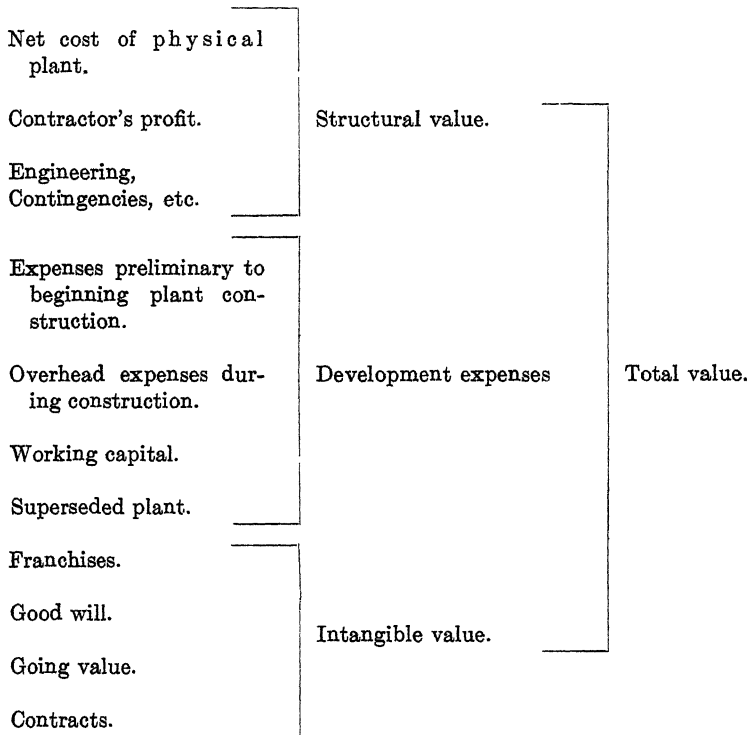 Net cost of physical
plant.
Contractor's profit.
Structural value.
Engineering,
Contingencies, etc.
Expenses preliminary to
beginning plant con-
struction.
Overhead expenses dur-
ing construction.
Development expenses
Total value.
Working capital.
Superseded plant.
Franchises.
Good will.
Intangible value.
Going value.
Contracts.